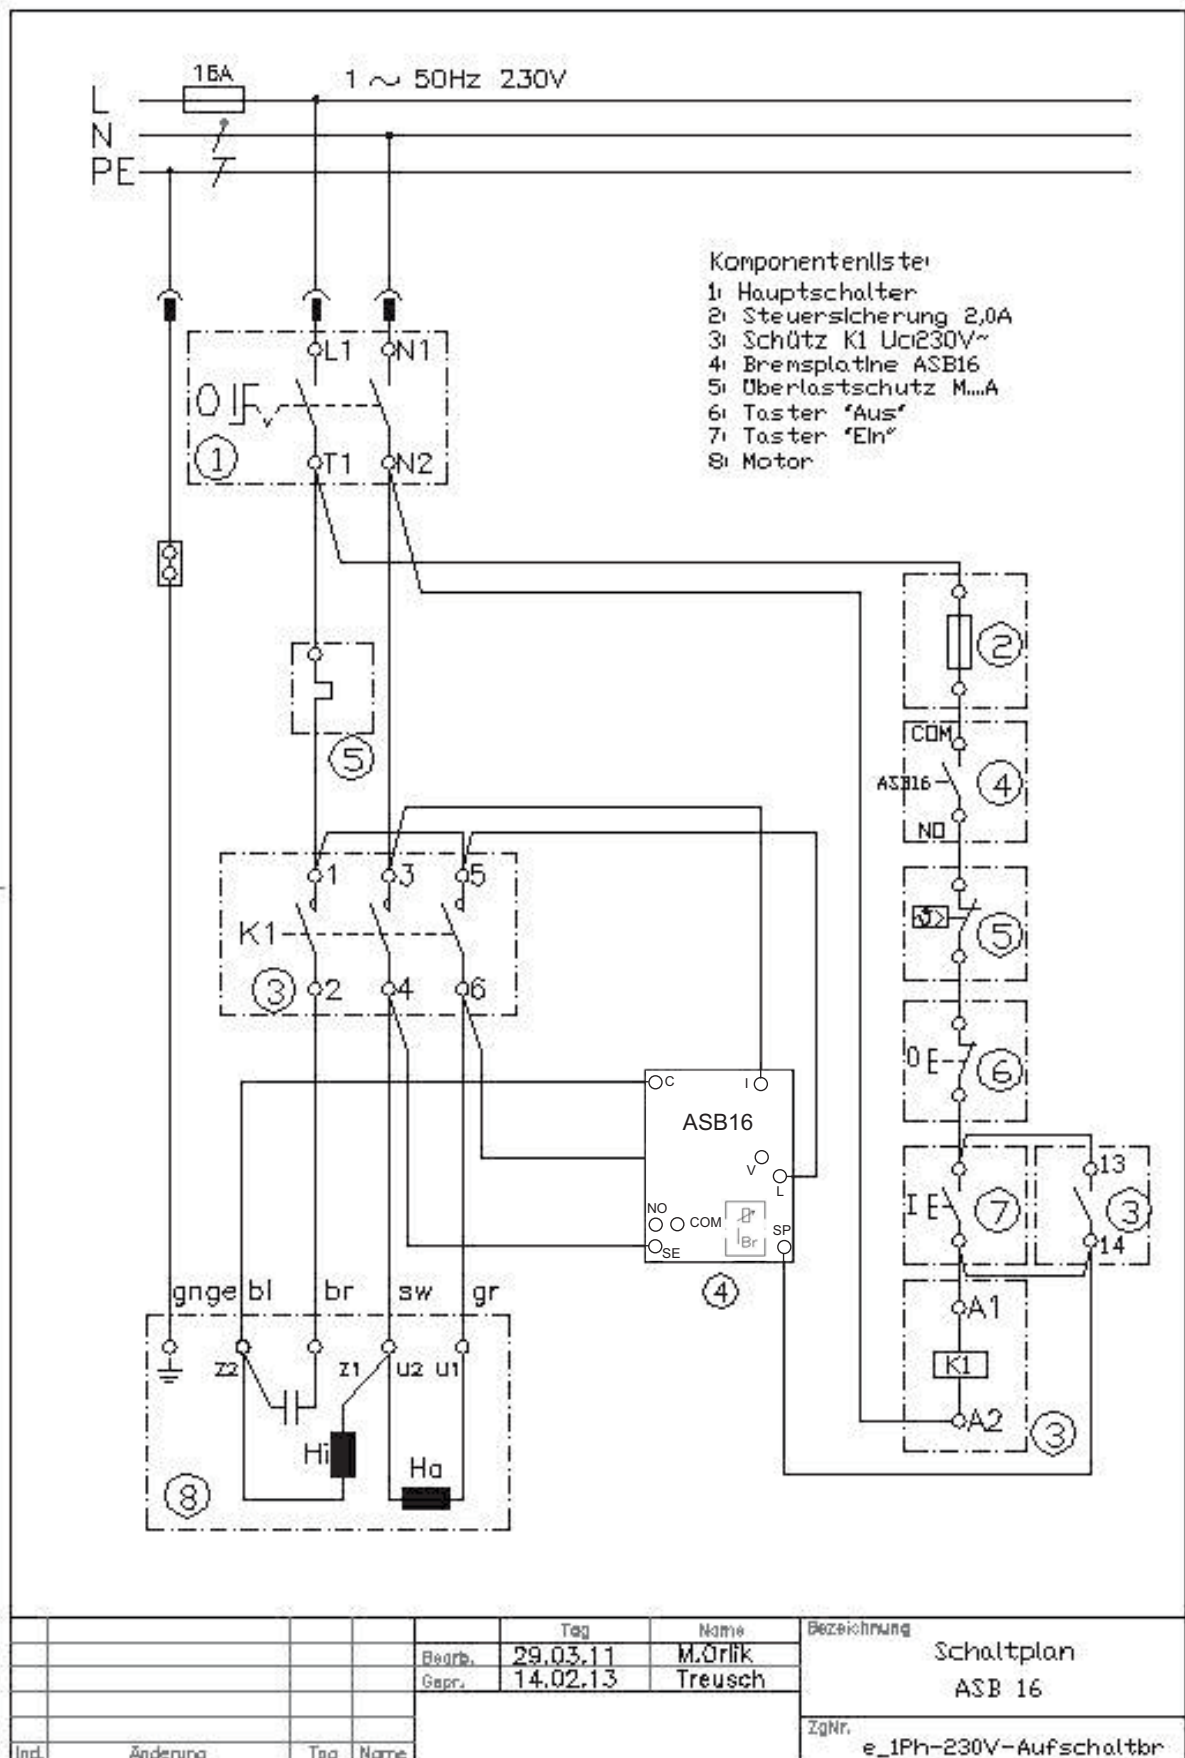 16A
1 ~ 50Hz 230V
L
N
PE
Komponentenliste:
1: Hauptschalter
2: Steuersicherung 2,0A
3: Schütz K1 Uc:230V~
4: Bremsplatine ASB16
5: Überlastschutz M....A
6: Taster "Aus"
7: Taster "Ein"
8: Motor
L1 N1
0
1
T1 N2
2
5
COM
ASB16
4
NO
1 3 5
K1
3 2 4 6
5
0 E
6
C I
ASB16
V
L
NO
COM
SP
SE
IBr
4
I E
7
13
3
14
gnge bl br sw gr
A1
K1
A2
3
Z2 Z1 U2 U1
Hi
Ha
8
Tag Name
Bearb. 29.03.11 M.Orlik
Gepr. 14.02.13 Treusch
Bezeichnung
Schaltplan
ASB 16
ZgNr.
e_1Ph-230V-Aufschaltbr
Ind. Änderung Tag Name